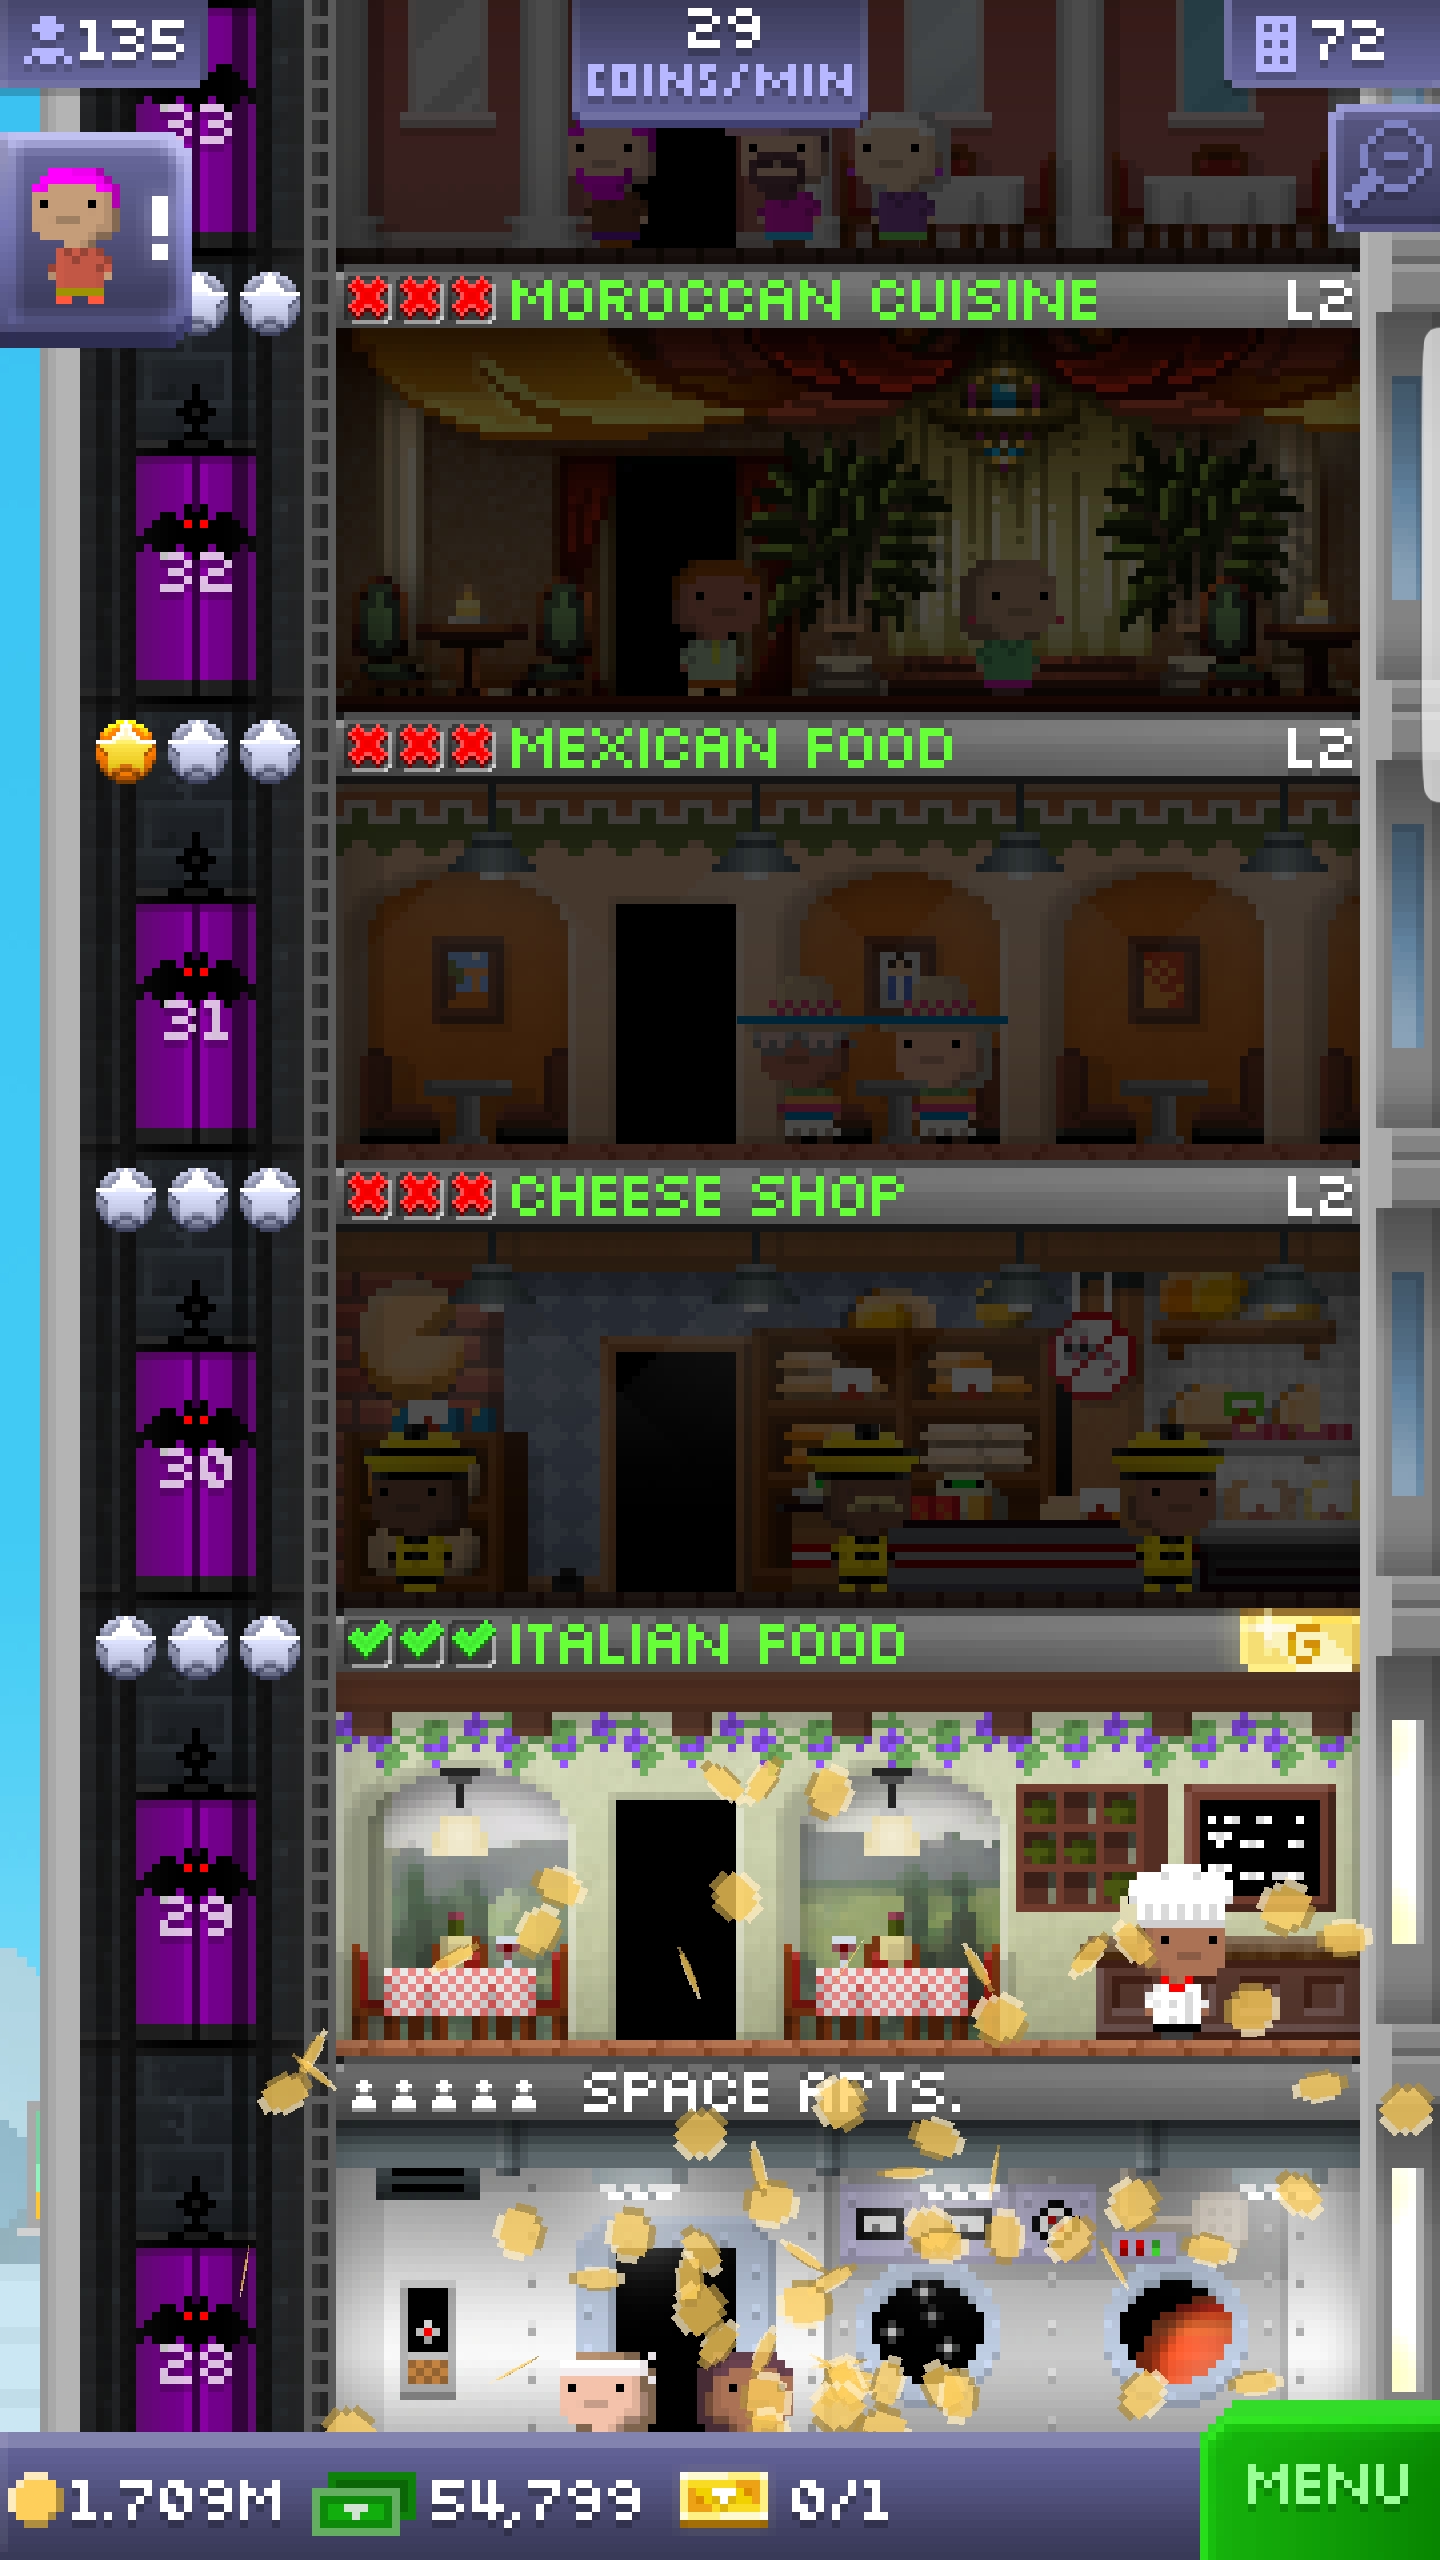 135
29
COINS/MIN
72
33
!
MOROCCAN CUISINE L2
32
MEXICAN FOOD L2
31
CHEESE SHOP L2
30
ITALIAN FOOD G
29
SPACE APTS.
28
1.709M 54,799 0/1 MENU